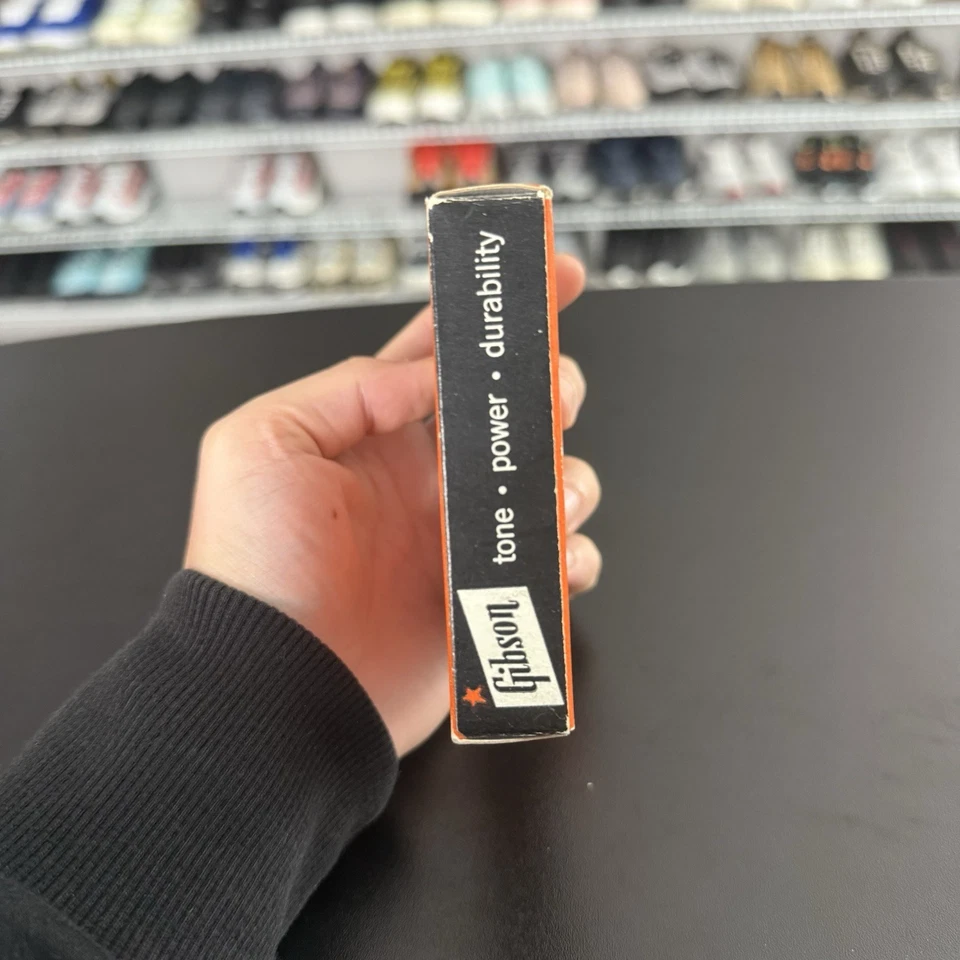 Gibson
tone • power • durability